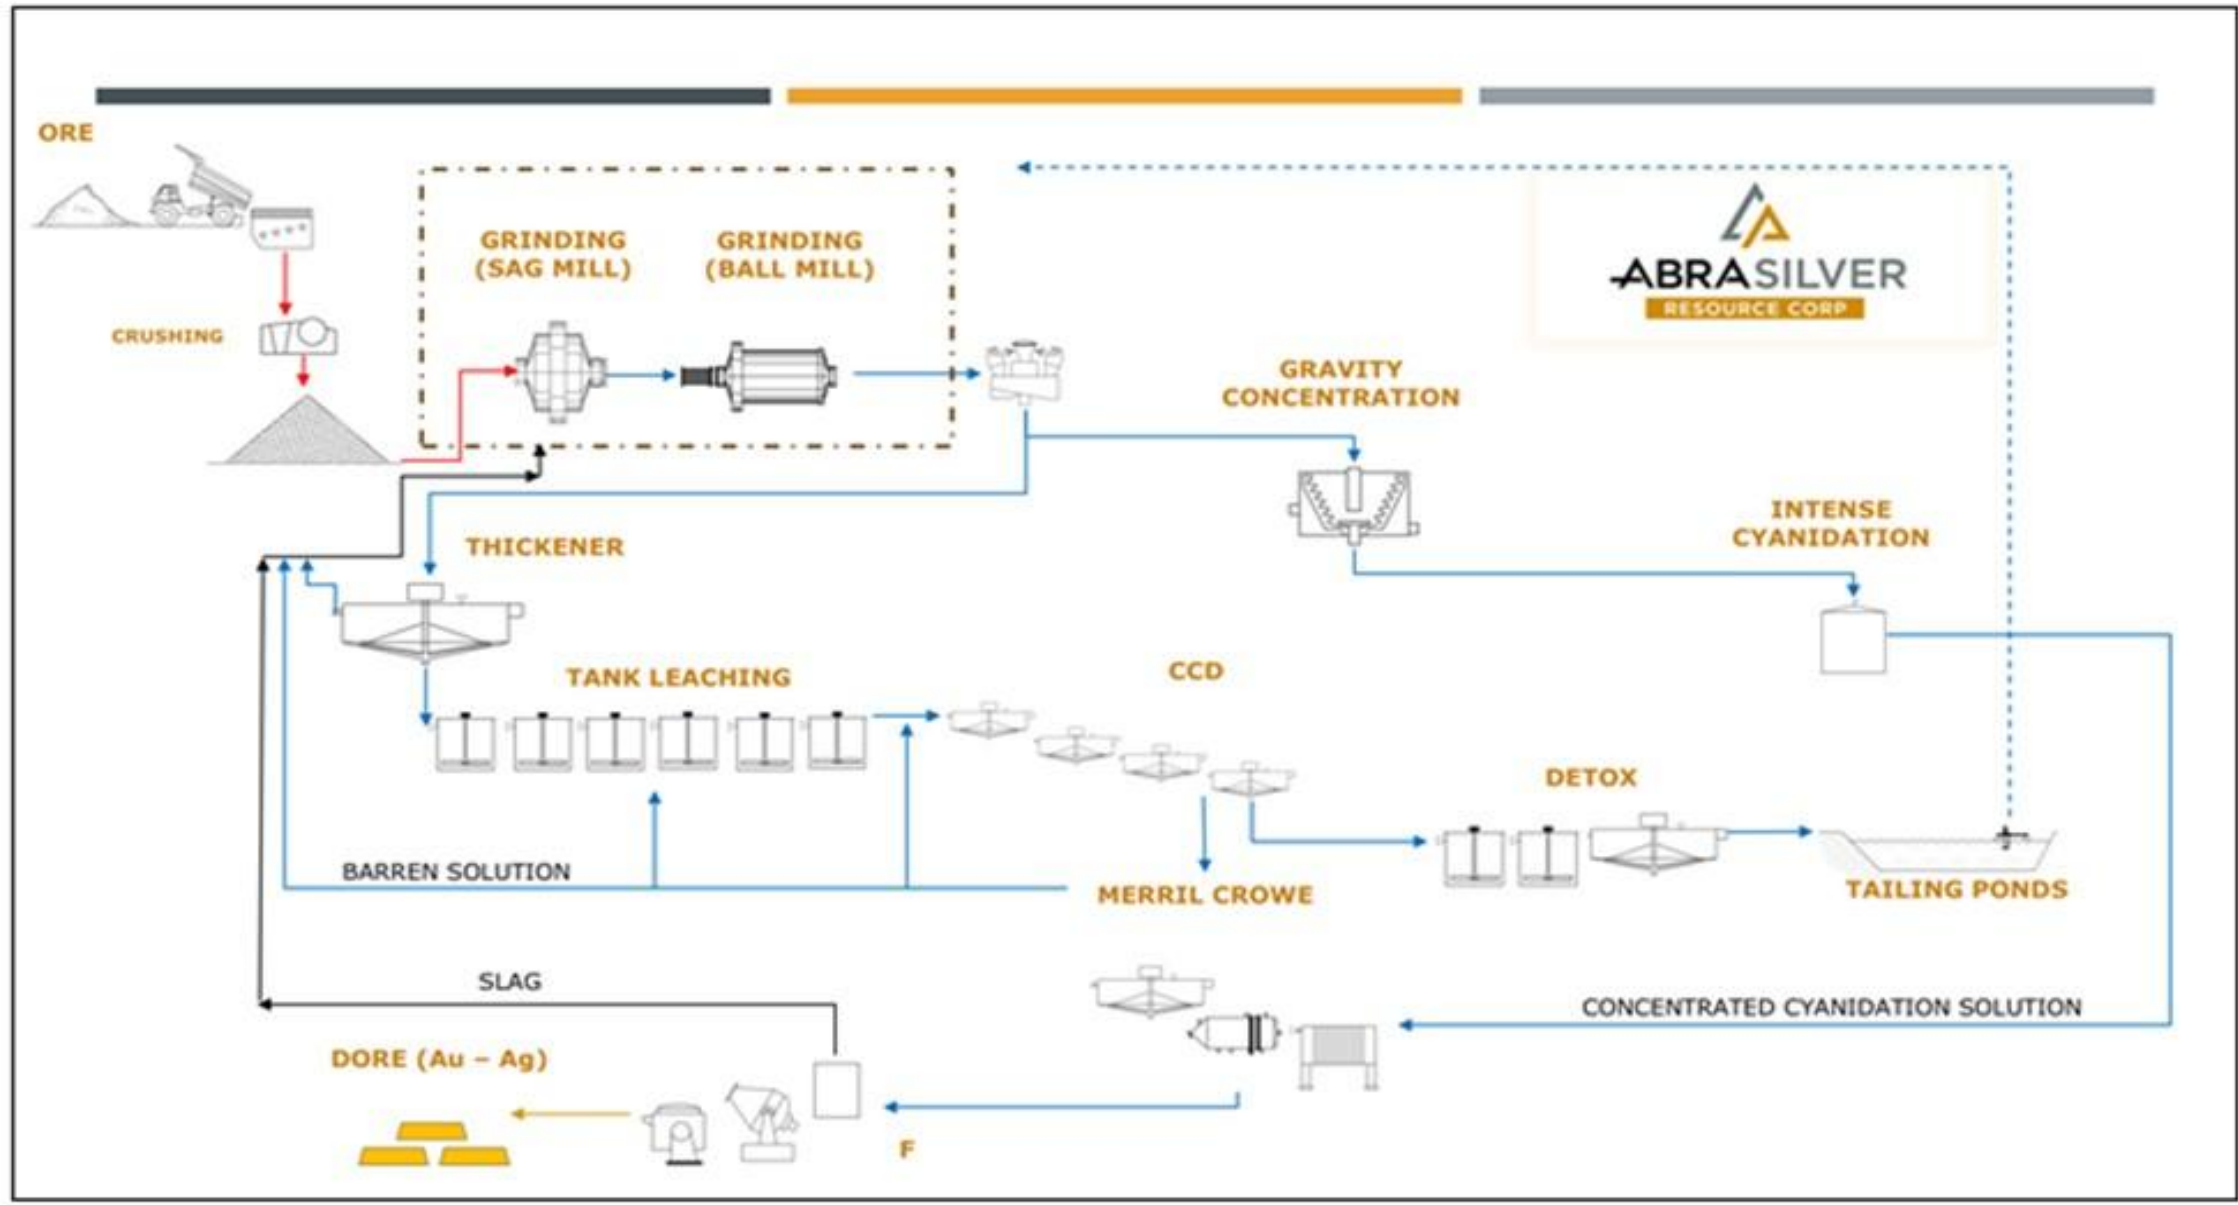 ORE
GRINDING
(SAG MILL)
GRINDING
(BALL MILL)
ABRASILVER
RESOURCE CORP
CRUSHING
GRAVITY
CONCENTRATION
INTENSE
CYANIDATION
THICKENER
TANK LEACHING
CCD
DETOX
BARREN SOLUTION
MERRIL CROWE
TAILING PONDS
SLAG
CONCENTRATED CYANIDATION SOLUTION
DORE (Au – Ag)
F